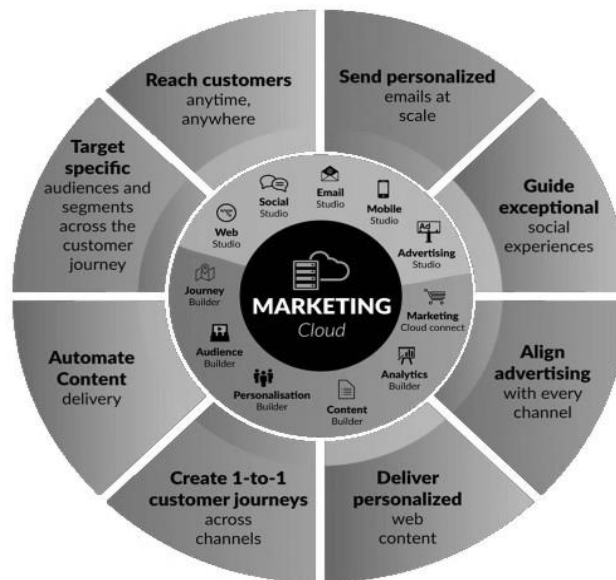 Reach customers
anytime,
anywhere
Send personalized
emails at
scale
Guide
exceptional
social
experiences
Align
advertising
with every
channel
Deliver
personalized
web
content
Create 1-to-1
customer journeys
across
channels
Automate
Content
delivery
Target
specific
audiences and
segments
across the
customer
journey
Web
Studio
Social
Studio
Email
Studio
Mobile
Studio
Ad
Advertising
Studio
Marketing
Cloud connect
Analytics
Builder
Content
Builder
Personalisation
Builder
Audience
Builder
Journey
Builder
MARKETING
Cloud